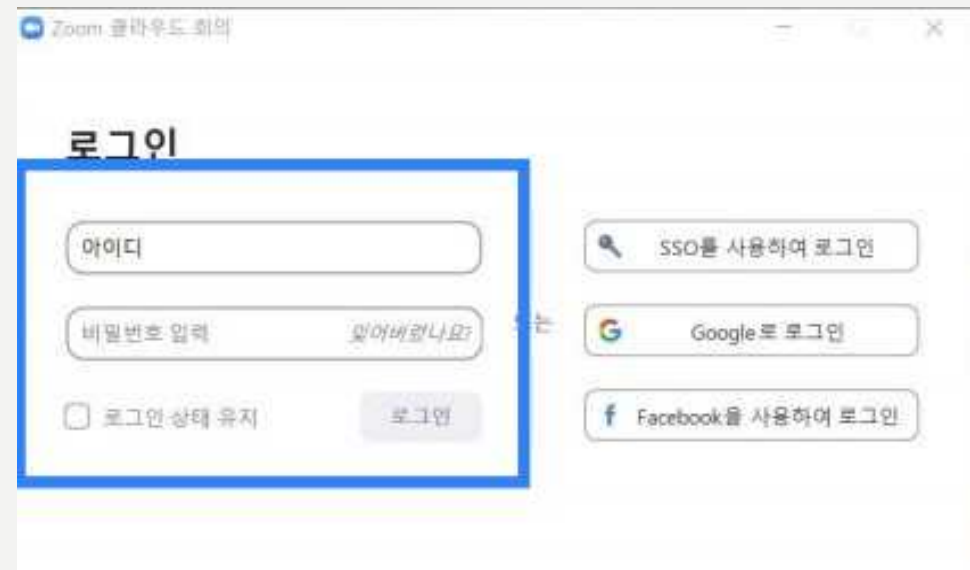 Zoom 클라우드 회의
로그인
아이디
비밀번호 입력 잊어버렸나요?
로그인 상태 유지 로그인
SSO를 사용하여 로그인
Google로 로그인
Facebook을 사용하여 로그인